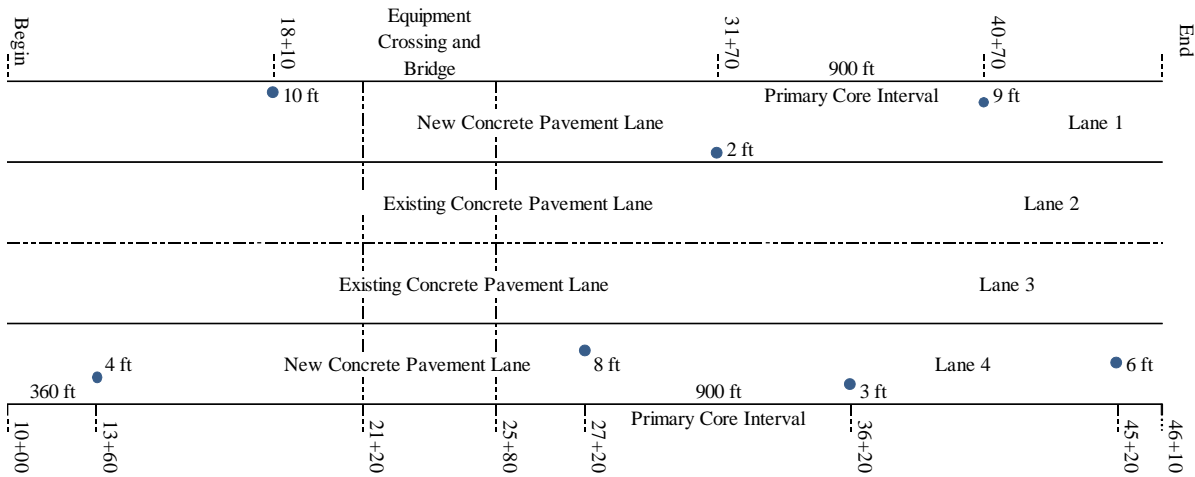 Begin
18+10
Equipment
Crossing and
Bridge
31+70
900 ft
40+70
End
10 ft
Primary Core Interval
9 ft
New Concrete Pavement Lane
Lane 1
2 ft
Existing Concrete Pavement Lane
Lane 2
Existing Concrete Pavement Lane
Lane 3
4 ft
New Concrete Pavement Lane
8 ft
Lane 4
6 ft
360 ft
900 ft
3 ft
Primary Core Interval
10+00
13+60
21+20
25+80
27+20
36+20
45+20
46+10